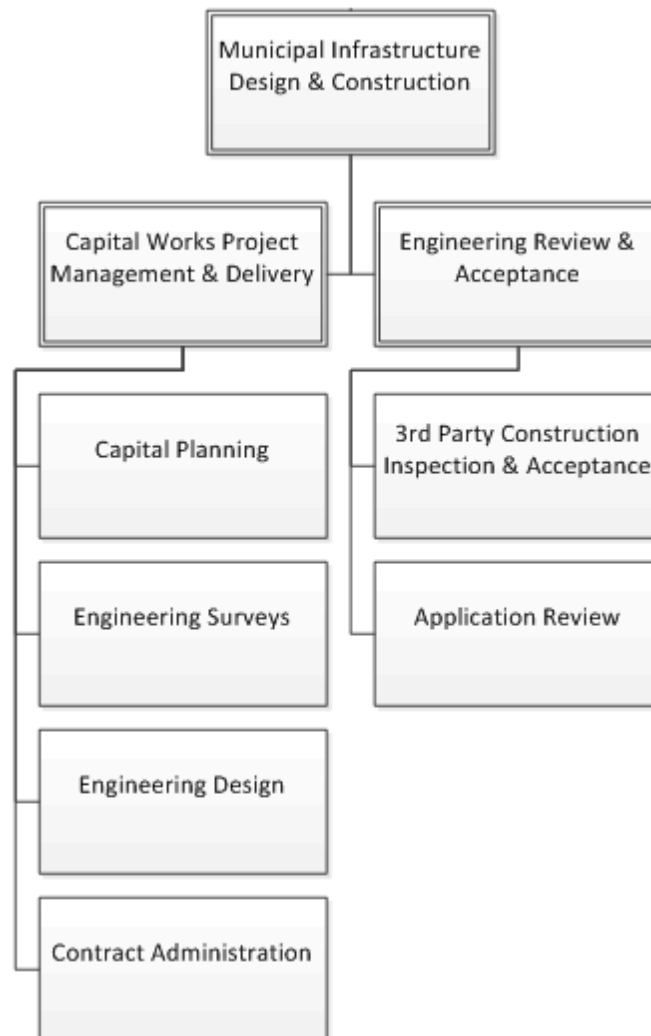 Municipal Infrastructure
Design & Construction
Capital Works Project
Management & Delivery
Engineering Review &
Acceptance
Capital Planning
3rd Party Construction
Inspection & Acceptance
Engineering Surveys
Application Review
Engineering Design
Contract Administration